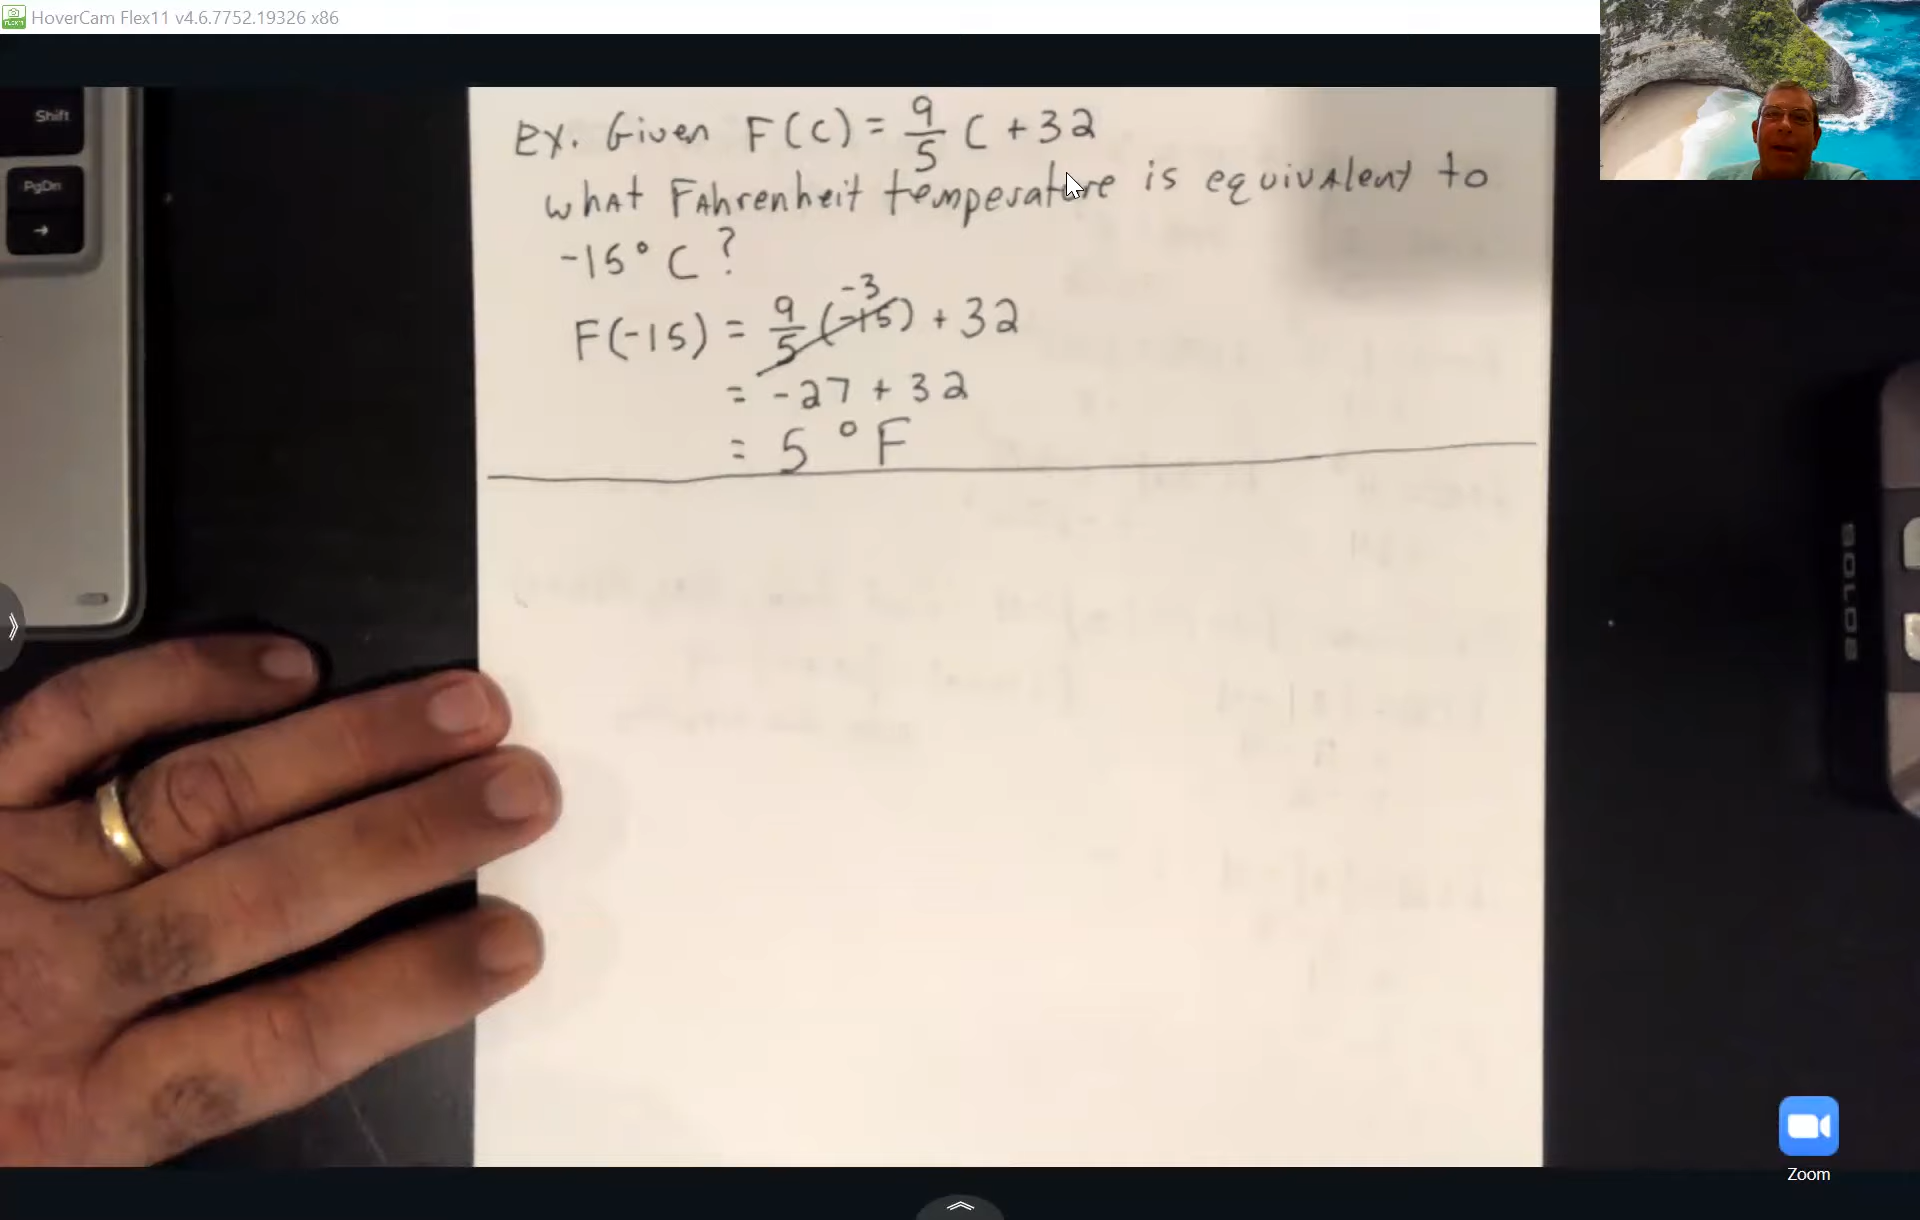 HoverCam Flex11 v4.6.7752.19326 x86
Shift
PgDn
→
Ex. Given F(C) = 9/5 C + 32
what Fahrenheit temperature is equivalent to
-15° C?
F(-15) = 9/5 (-15) -3 + 32
= -27 + 32
= 5 °F
Zoom